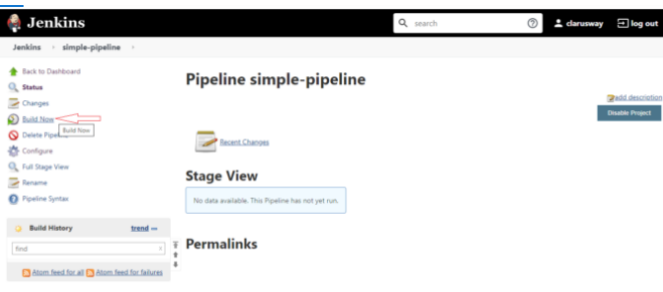 Jenkins
search
clarusway
log out
Jenkins
simple-pipeline
Back to Dashboard
Status
Changes
Build Now
Build Now
Delete Pipe
Configure
Full Stage View
Rename
Pipeline Syntax
Build History
trend
find
x
Atom feed for all
Atom feed for failures
Pipeline simple-pipeline
add description
Disable Project
Recent Changes
Stage View
No data available. This Pipeline has not yet run.
Permalinks